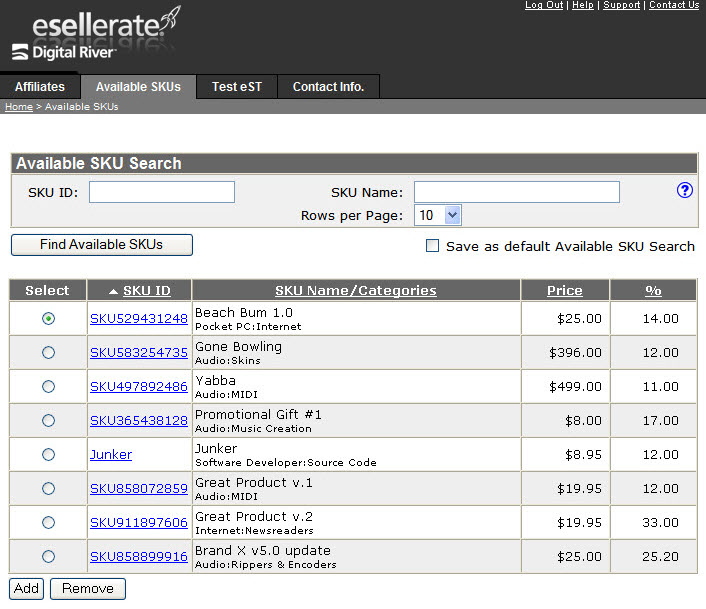 Log Out | Help | Support | Contact Us
esellerate.
Digital River
Affiliates Available SKUs Test eST Contact Info.
Home > Available SKUs
Available SKU Search
SKU ID: SKU Name: ?
Rows per Page: 10
Find Available SKUs Save as default Available SKU Search
Select SKU ID SKU Name/Categories Price %
SKU529431248 Beach Bum 1.0 $25.00 14.00
Pocket PC:Internet
SKU583254735 Gone Bowling $396.00 12.00
Audio:Skins
SKU497892486 Yabba $499.00 11.00
Audio:MIDI
SKU365438128 Promotional Gift #1 $8.00 17.00
Audio:Music Creation
Junker Junker $8.95 12.00
Software Developer:Source Code
SKU858072859 Great Product v.1 $19.95 12.00
Audio:MIDI
SKU911897606 Great Product v.2 $19.95 33.00
Internet:Newsreaders
SKU858899916 Brand X v5.0 update $25.00 25.20
Audio:Rippers & Encoders
Add Remove